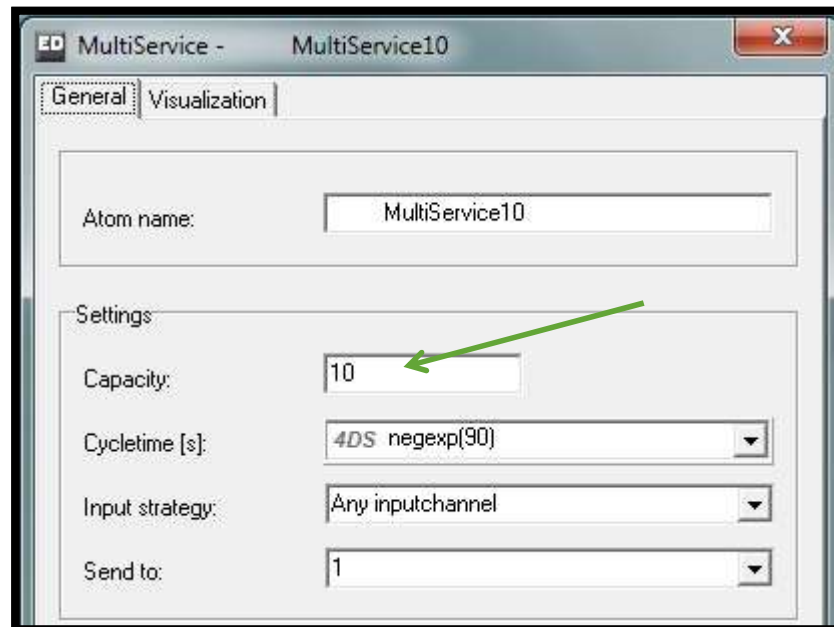 ED MultiService - MultiService10
General Visualization
Atom name: MultiService10
Settings
Capacity: 10
Cycletime [s]: 4DS negexp(90)
Input strategy: Any inputchannel
Send to: 1